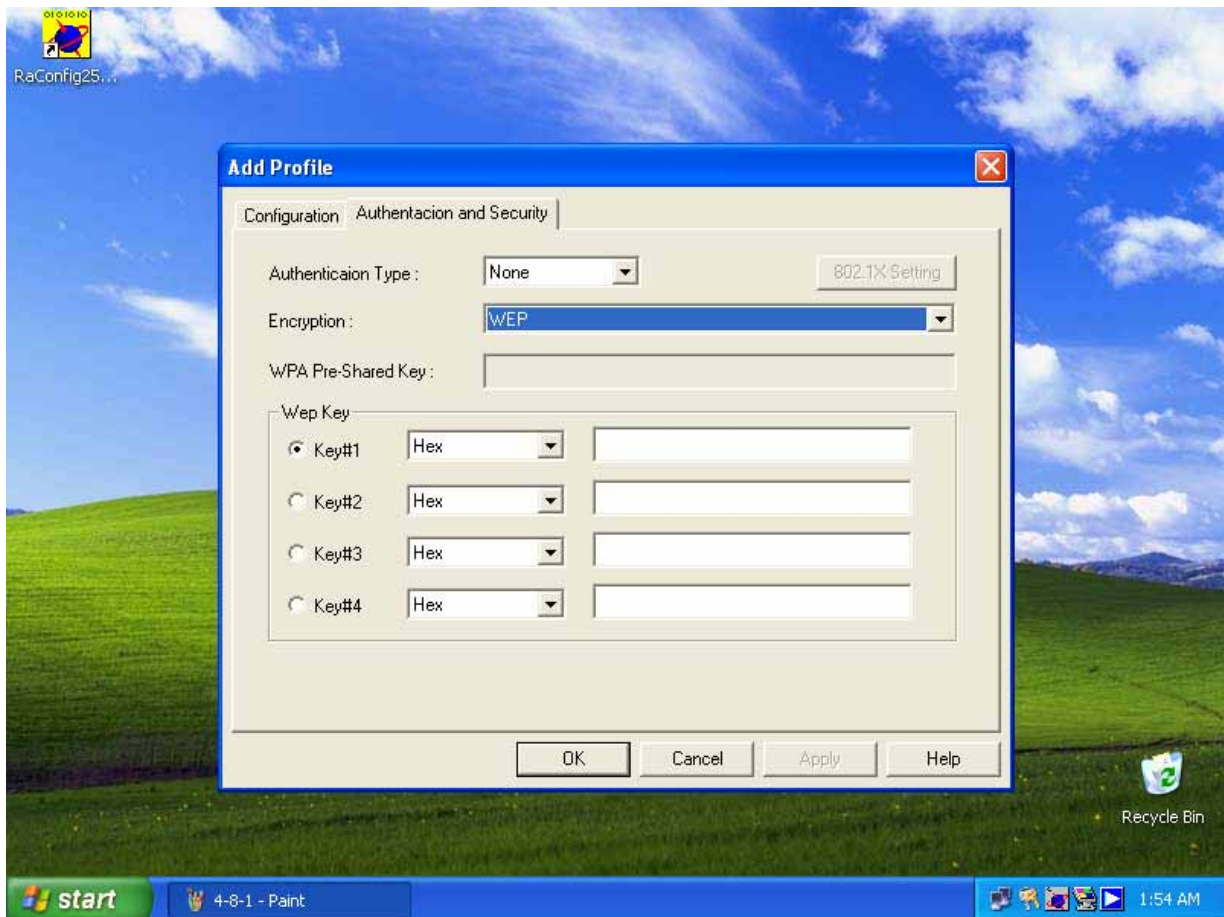 010101010
RaConfig25...
Add Profile
Configuration
Authentacion and Security
Authenticaion Type :
None
802.1X Setting
Encryption :
WEP
WPA Pre-Shared Key :
Wep Key
Key#1
Hex
Key#2
Hex
Key#3
Hex
Key#4
Hex
OK
Cancel
Apply
Help
Recycle Bin
start
4-8-1 - Paint
1:54 AM